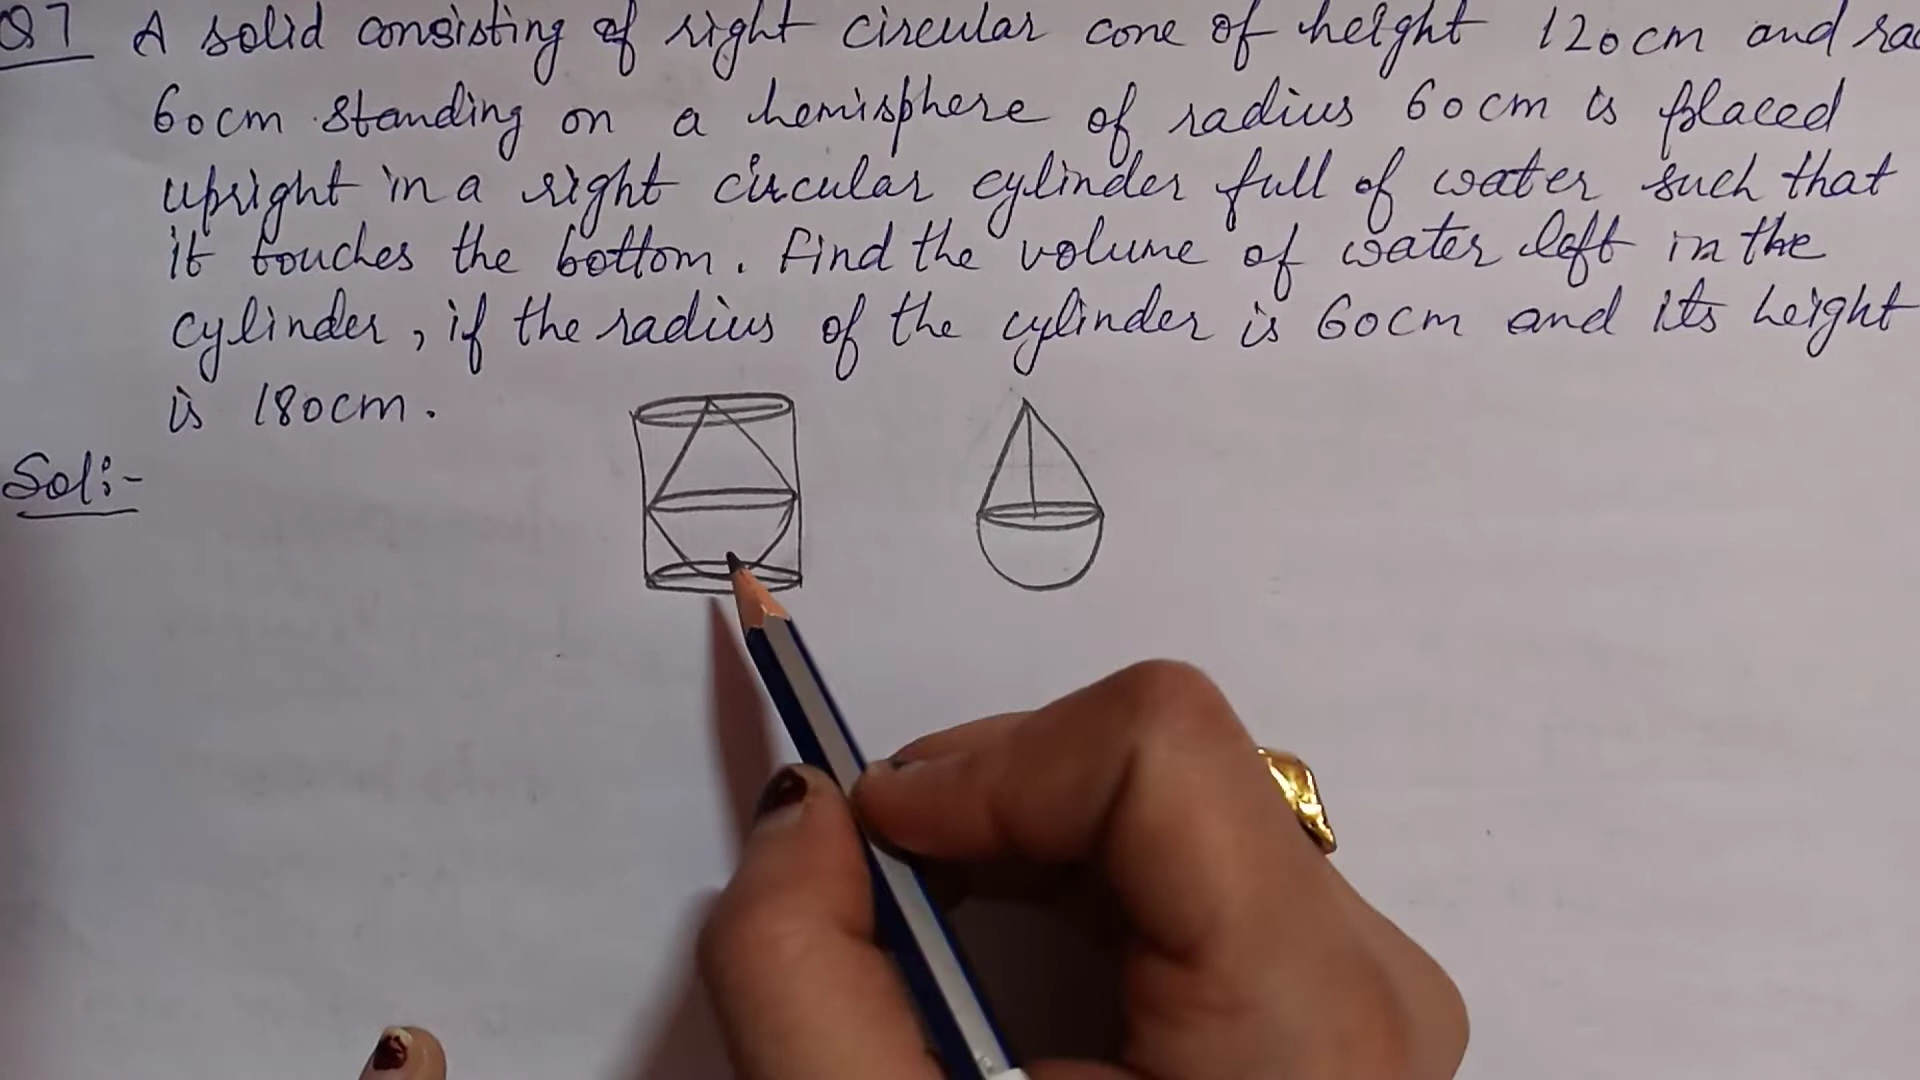 Q7 A solid consisting of right circular cone of height 120cm and
60cm standing on a hemisphere of radius 60cm is placed
upright in a right circular cylinder full of water such that
it touches the bottom. Find the volume of water left in the
cylinder, if the radius of the cylinder is 60cm and its height
is 180cm.
Sol:-